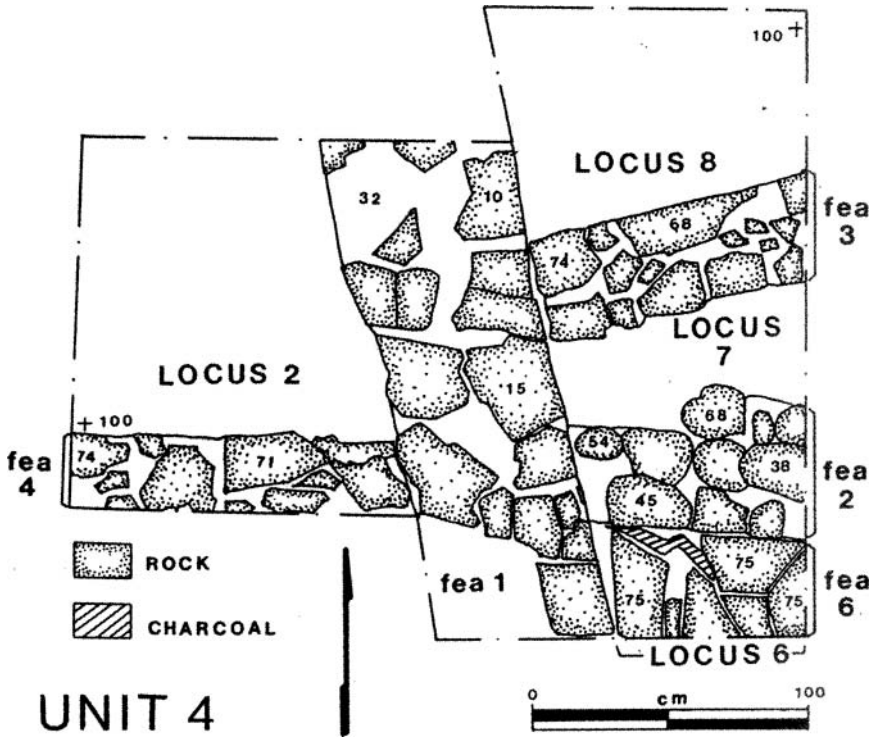 100 +
LOCUS 8
32
10
fea
3
68
74
LOCUS
7
LOCUS 2
15
+ 100
68
54
fea
4
74
71
38
fea
2
45
ROCK
75
fea 1
75
75
fea
6
CHARCOAL
LOCUS 6
UNIT 4
0 cm 100